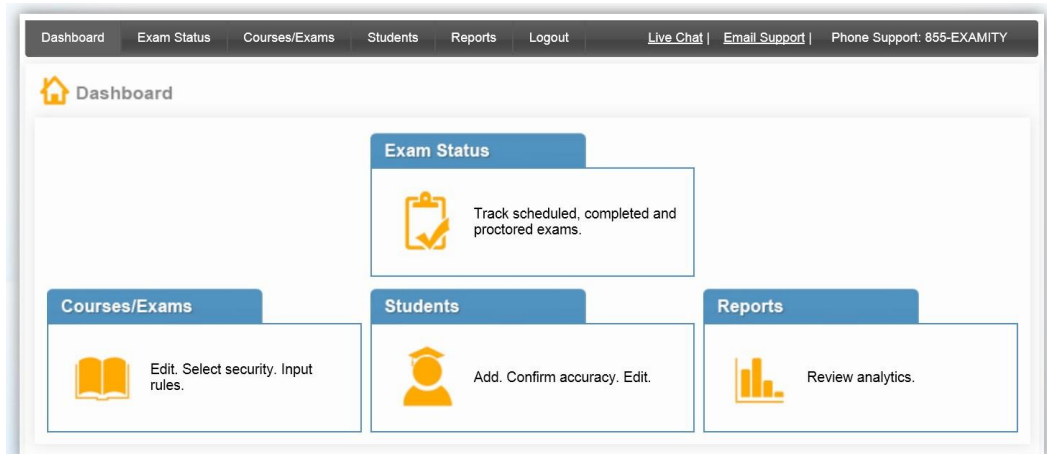 Dashboard Exam Status Courses/Exams Students Reports Logout Live Chat | Email Support | Phone Support: 855-EXAMITY
Dashboard
Exam Status
Track scheduled, completed and
proctored exams.
Courses/Exams
Edit. Select security. Input
rules.
Students
Add. Confirm accuracy. Edit.
Reports
Review analytics.